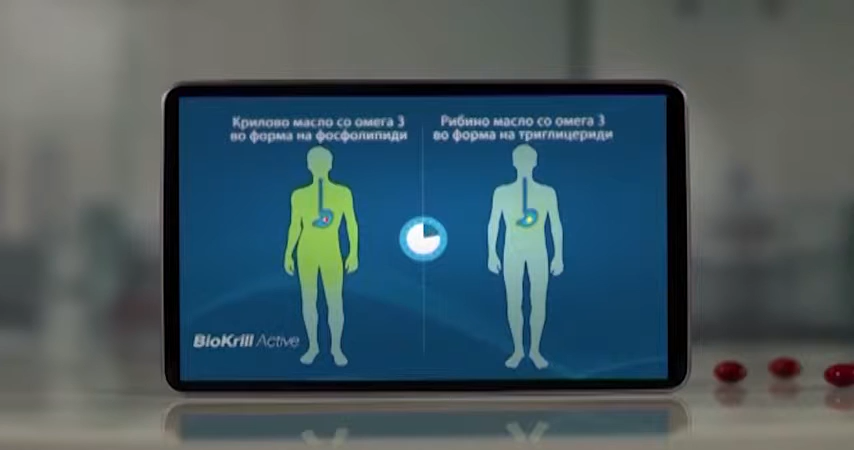 Крилово масло со омега 3
во форма на фосфолипиди
Рибино масло со омега 3
во форма на триглицериди
BioKrill Active